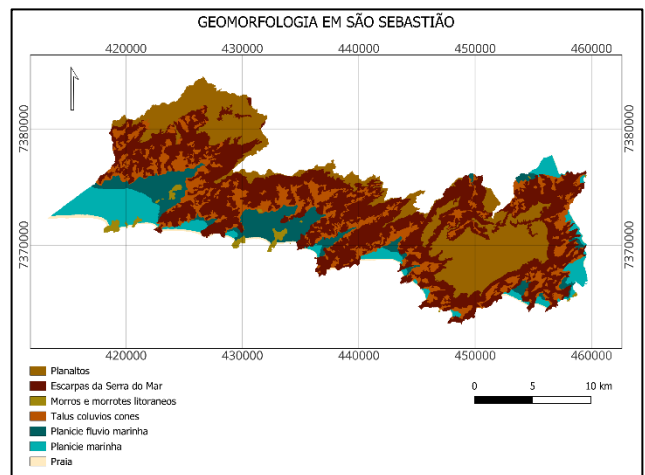 GEOMORFOLOGIA EM SÃO SEBASTIÃO
420000 430000 440000 450000 460000
7380000 7380000
7370000 7370000
420000 430000 440000 450000 460000
Planaltos
Escarpas da Serra do Mar
Morros e morrotes litoraneos
Talus coluvios cones
Planicie fluvio marinha
Planicie marinha
Praia
0 5 10 km